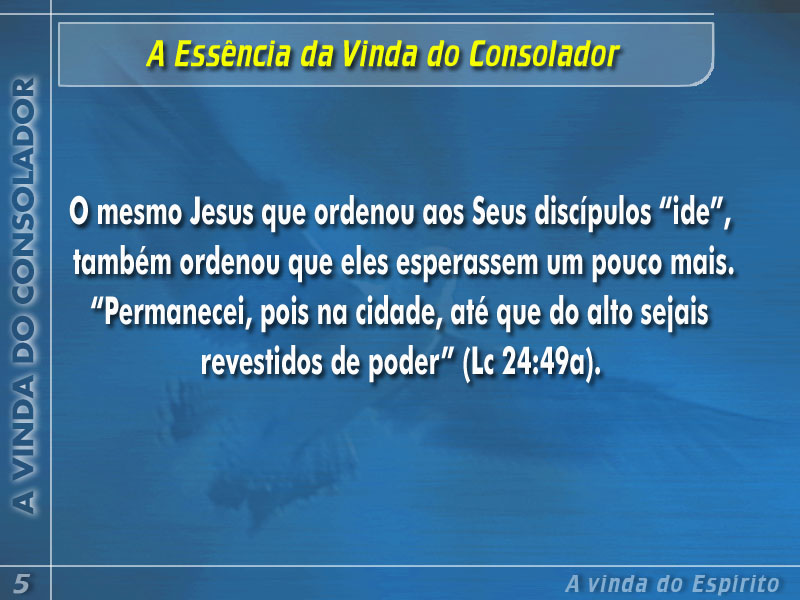 A Essência da Vinda do Consolador
A VINDA DO CONSOLADOR
O mesmo Jesus que ordenou aos Seus discípulos “ide”,
também ordenou que eles esperassem um pouco mais.
“Permanecei, pois na cidade, até que do alto sejais
revestidos de poder” (Lc 24:49a).
5
A vinda do Espírito